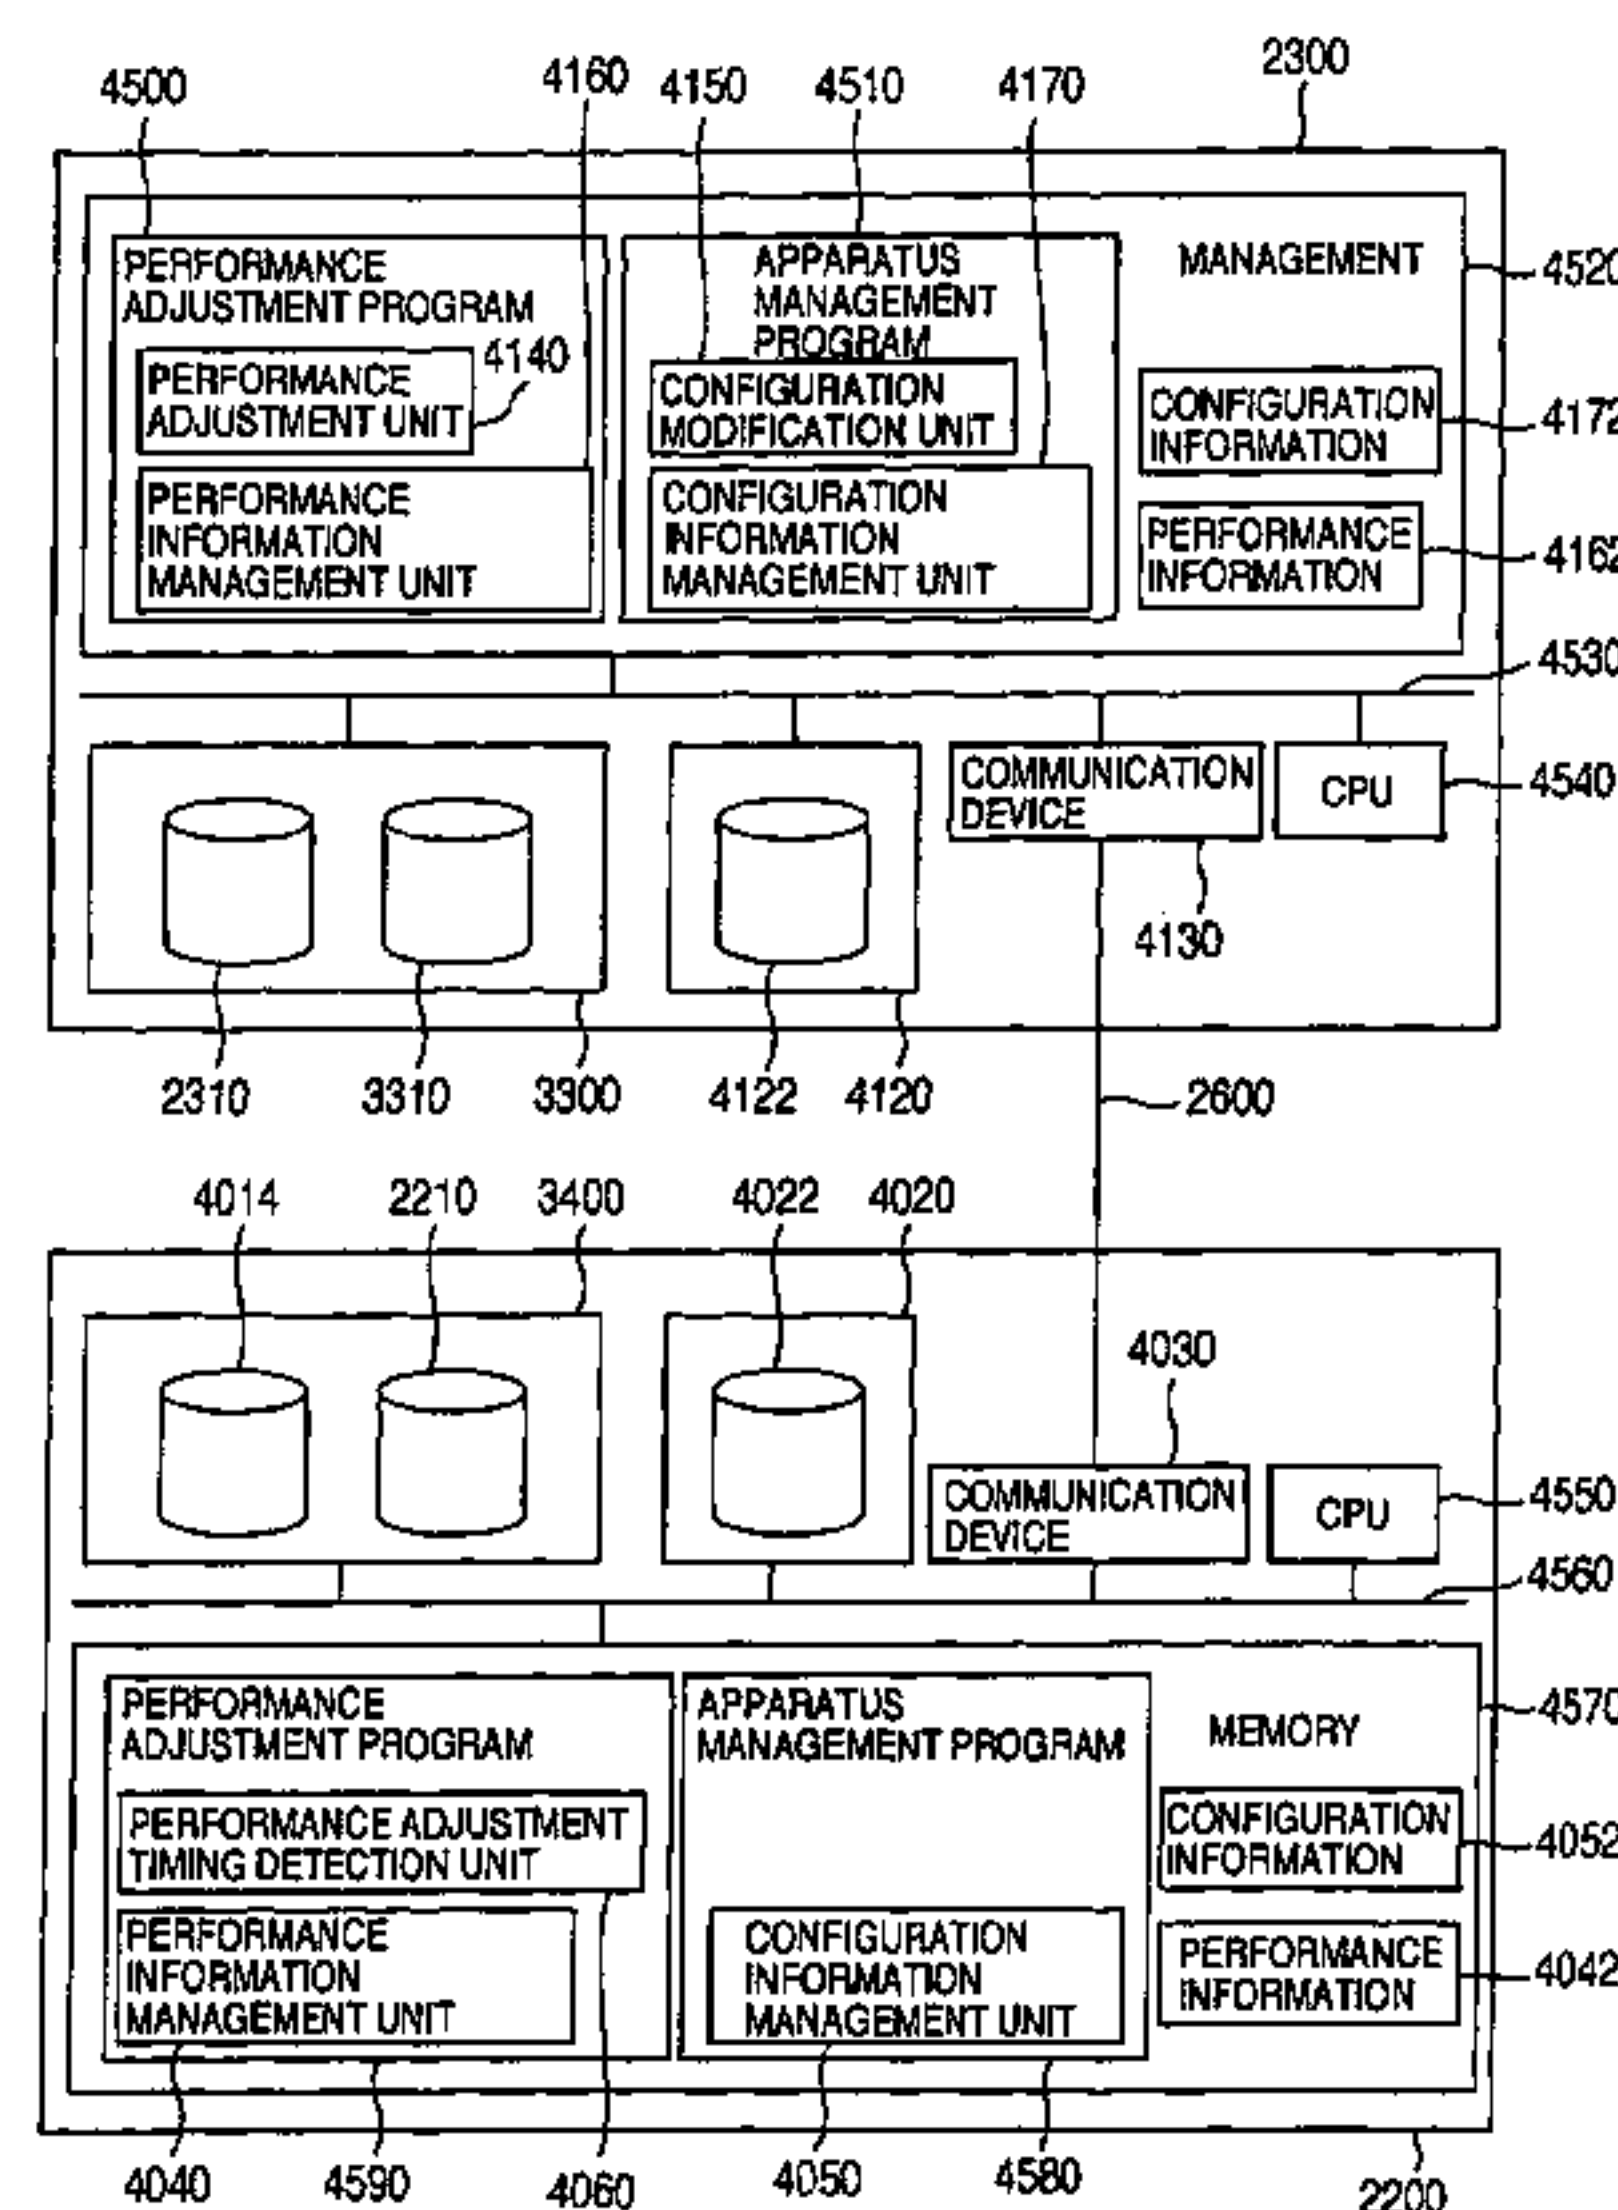 2300
4500
4160
4150
4510
4170
PERFORMANCE
ADJUSTMENT PROGRAM
APPARATUS
MANAGEMENT
PROGRAM
MANAGEMENT
4520
PERFORMANCE
ADJUSTMENT UNIT
4140
CONFIGURATION
MODIFICATION UNIT
CONFIGURATION
INFORMATION
4172
PERFORMANCE
INFORMATION
MANAGEMENT UNIT
CONFIGURATION
INFORMATION
MANAGEMENT UNIT
PERFORMANCE
INFORMATION
4162
4530
COMMUNICATION
DEVICE
CPU
4540
4130
2310
3310
3300
4122
4120
2600
4014
2210
3400
4022
4020
4030
COMMUNICATION
DEVICE
CPU
4550
4560
PERFORMANCE
ADJUSTMENT PROGRAM
APPARATUS
MANAGEMENT PROGRAM
MEMORY
4570
PERFORMANCE ADJUSTMENT
TIMING DETECTION UNIT
CONFIGURATION
INFORMATION
4052
PERFORMANCE
INFORMATION
MANAGEMENT UNIT
CONFIGURATION
INFORMATION
MANAGEMENT UNIT
PERFORMANCE
INFORMATION
4042
4040
4590
4060
4050
4580
2200